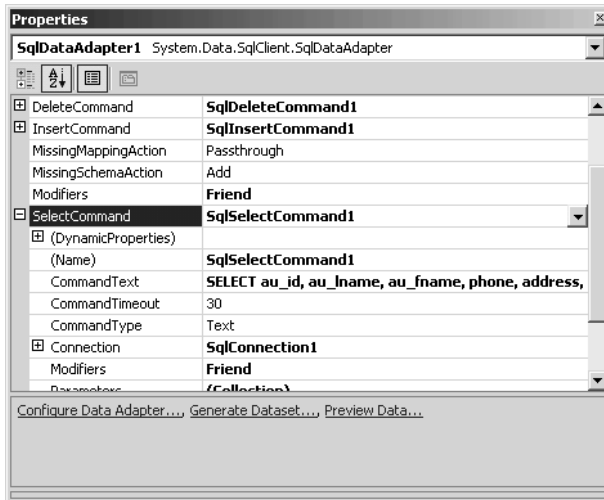 Properties
SqlDataAdapter1 System.Data.SqlClient.SqlDataAdapter
DeleteCommand SqlDeleteCommand1
InsertCommand SqlInsertCommand1
MissingMappingAction Passthrough
MissingSchemaAction Add
Modifiers Friend
SelectCommand SqlSelectCommand1
(DynamicProperties)
(Name) SqlSelectCommand1
CommandText SELECT au_id, au_lname, au_fname, phone, address,
CommandTimeout 30
CommandType Text
Connection SqlConnection1
Modifiers Friend
Parameters (Collection)
Configure Data Adapter..., Generate Dataset..., Preview Data...